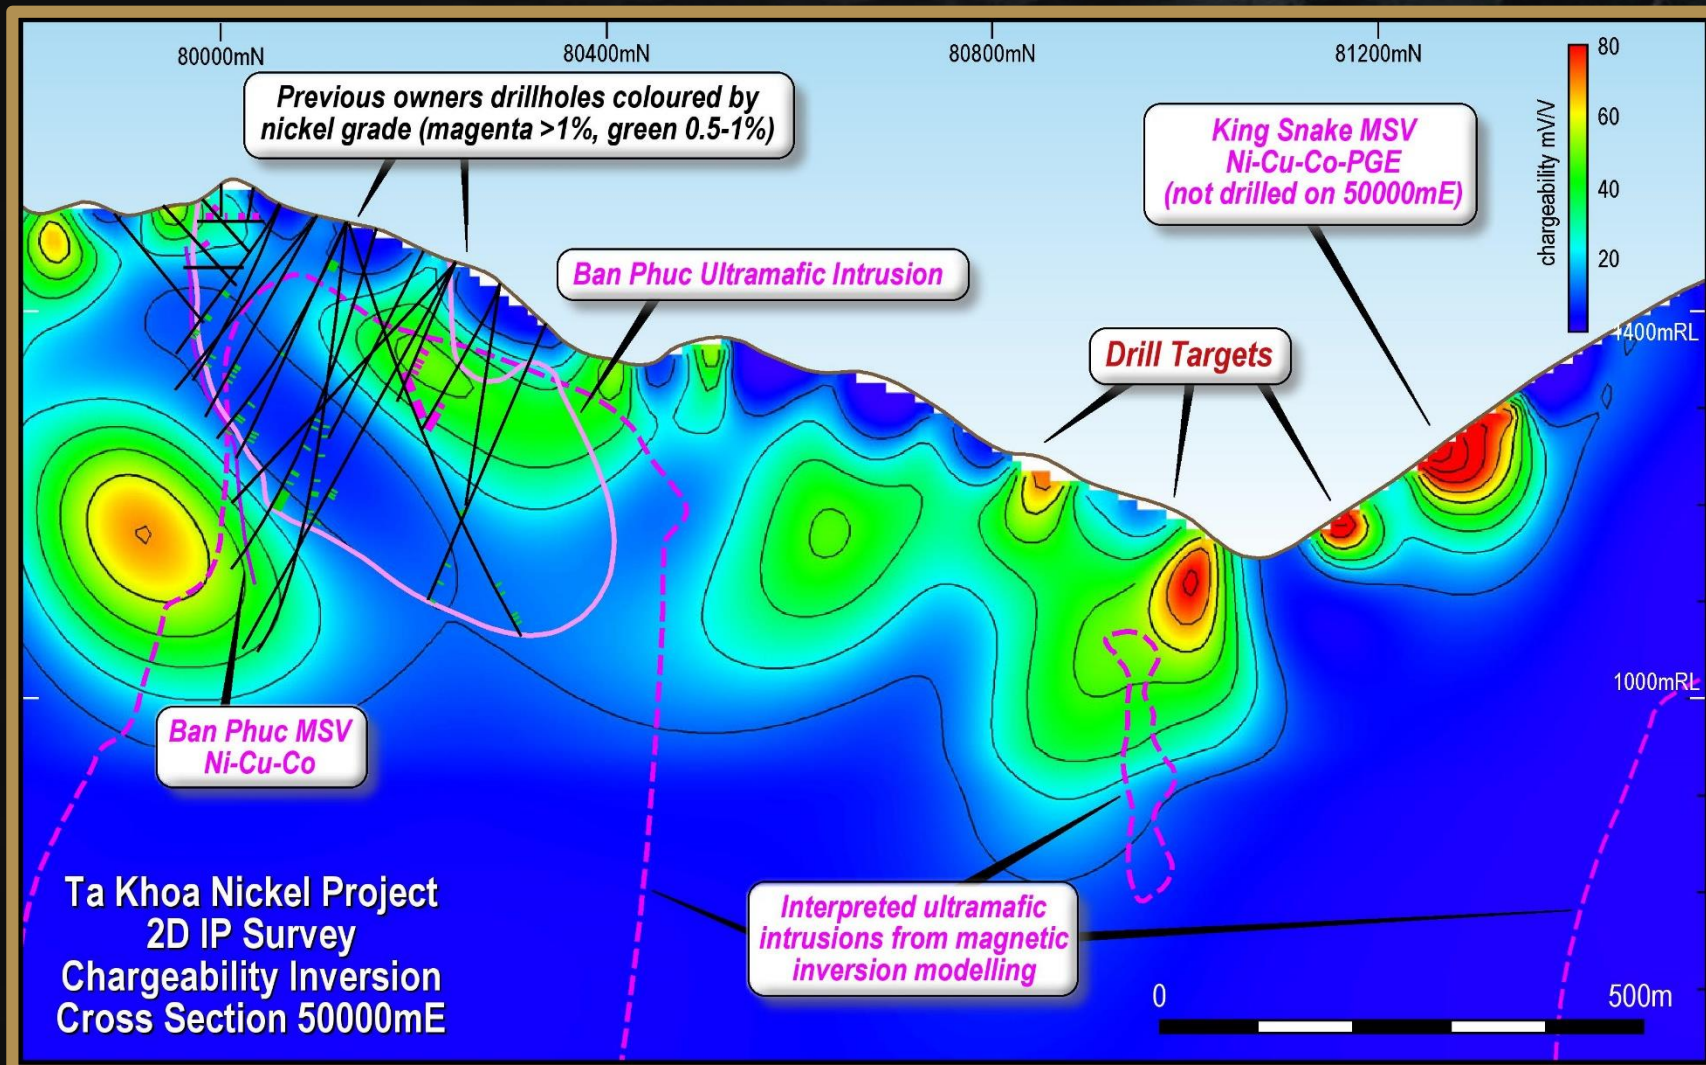 80000mN
80400mN
80800mN
81200mN
Previous owners drillholes coloured by
nickel grade (magenta >1%, green 0.5-1%)
King Snake MSV
Ni-Cu-Co-PGE
(not drilled on 50000mE)
chargeability mV/V
80
60
40
20
Ban Phuc Ultramafic Intrusion
Drill Targets
1400mRL
1000mRL
Ban Phuc MSV
Ni-Cu-Co
Ta Khoa Nickel Project
2D IP Survey
Chargeability Inversion
Cross Section 50000mE
Interpreted ultramafic
intrusions from magnetic
inversion modelling
0
500m